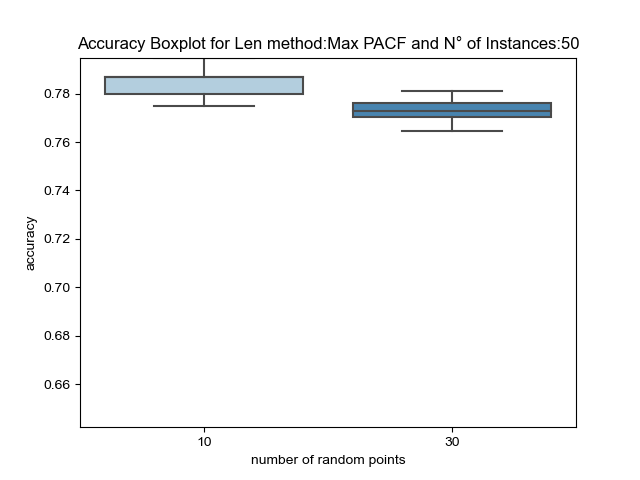 Accuracy Boxplot for Len method:Max PACF and N° of Instances:50
0.78
0.76
0.74
0.72
0.70
0.68
0.66
accuracy
10 30
number of random points